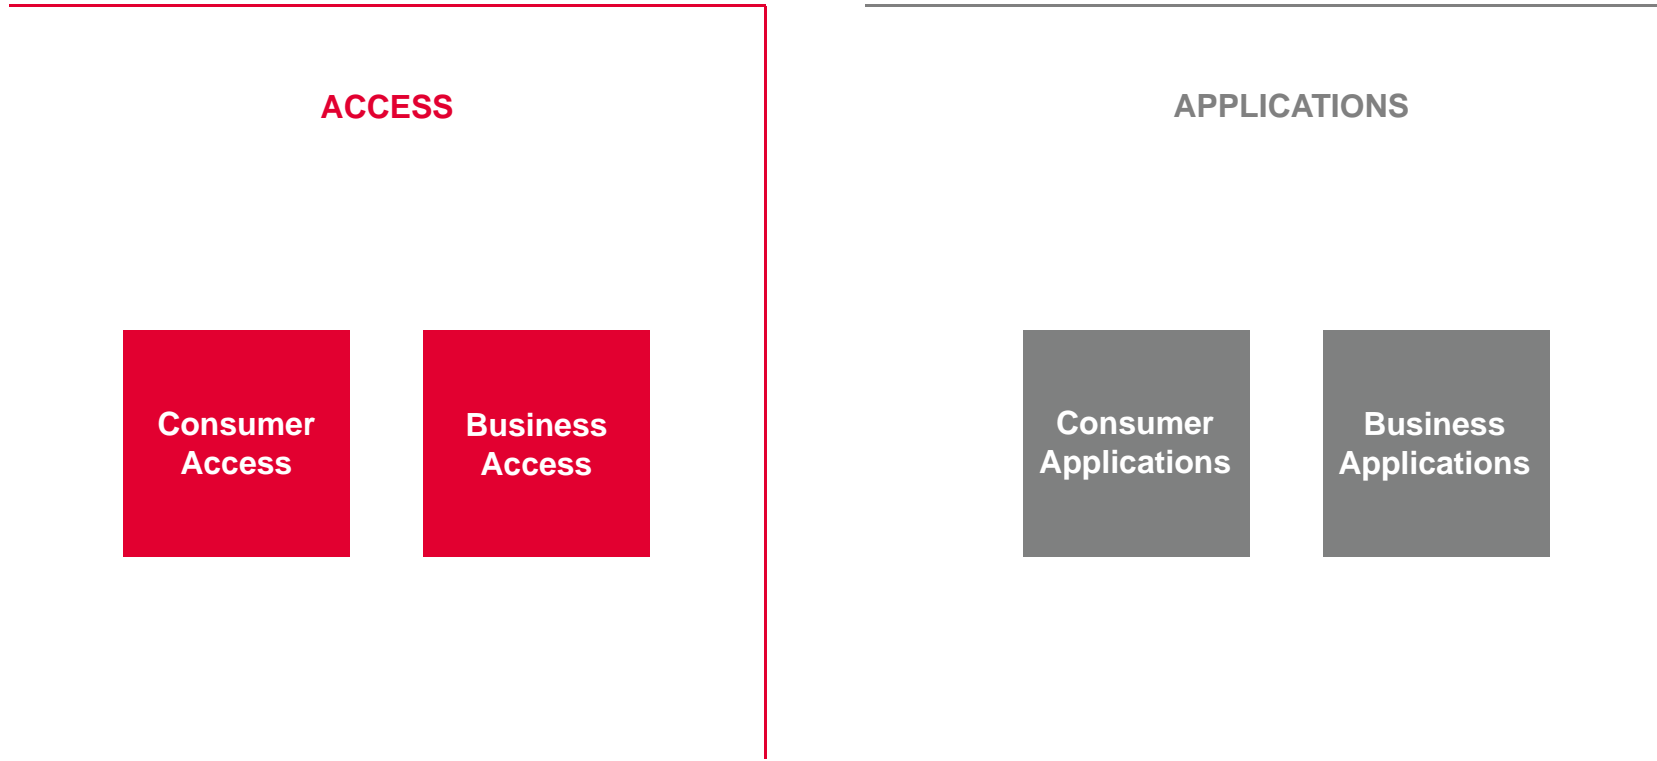 ACCESS
APPLICATIONS
Consumer
Access
Business
Access
Consumer
Applications
Business
Applications